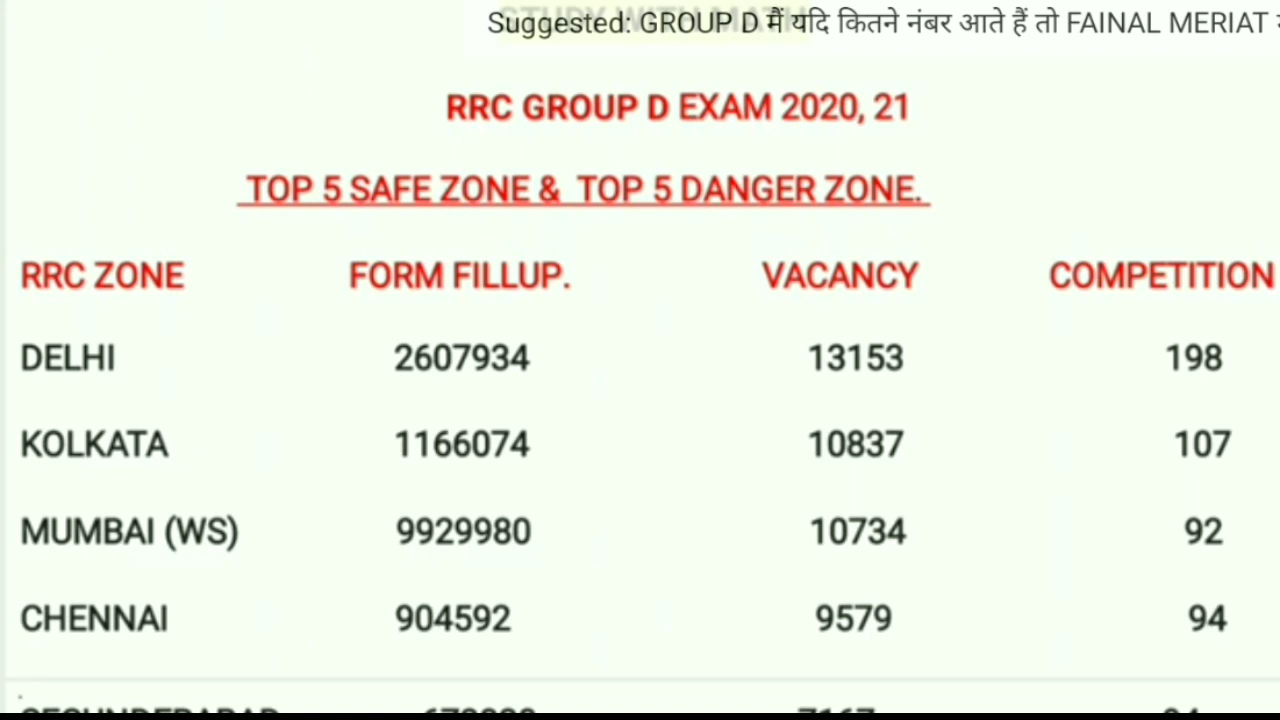 Suggested: GROUP D मैं यदि कितने नंबर आते हैं तो FAINAL MERIAT
RRC GROUP D EXAM 2020, 21
TOP 5 SAFE ZONE & TOP 5 DANGER ZONE.
RRC ZONE FORM FILLUP. VACANCY COMPETITION
DELHI 2607934 13153 198
KOLKATA 1166074 10837 107
MUMBAI (WS) 9929980 10734 92
CHENNAI 904592 9579 94